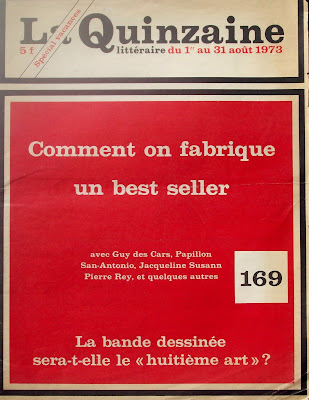 La Quinzaine
5 f
Spécial vacances
littéraire du 1er au 31 août 1973
Comment on fabrique
un best seller
avec Guy des Cars, Papillon
San-Antonio, Jacqueline Susann
Pierre Rey, et quelques autres
169
La bande dessinée
sera-t-elle le « huitième art » ?